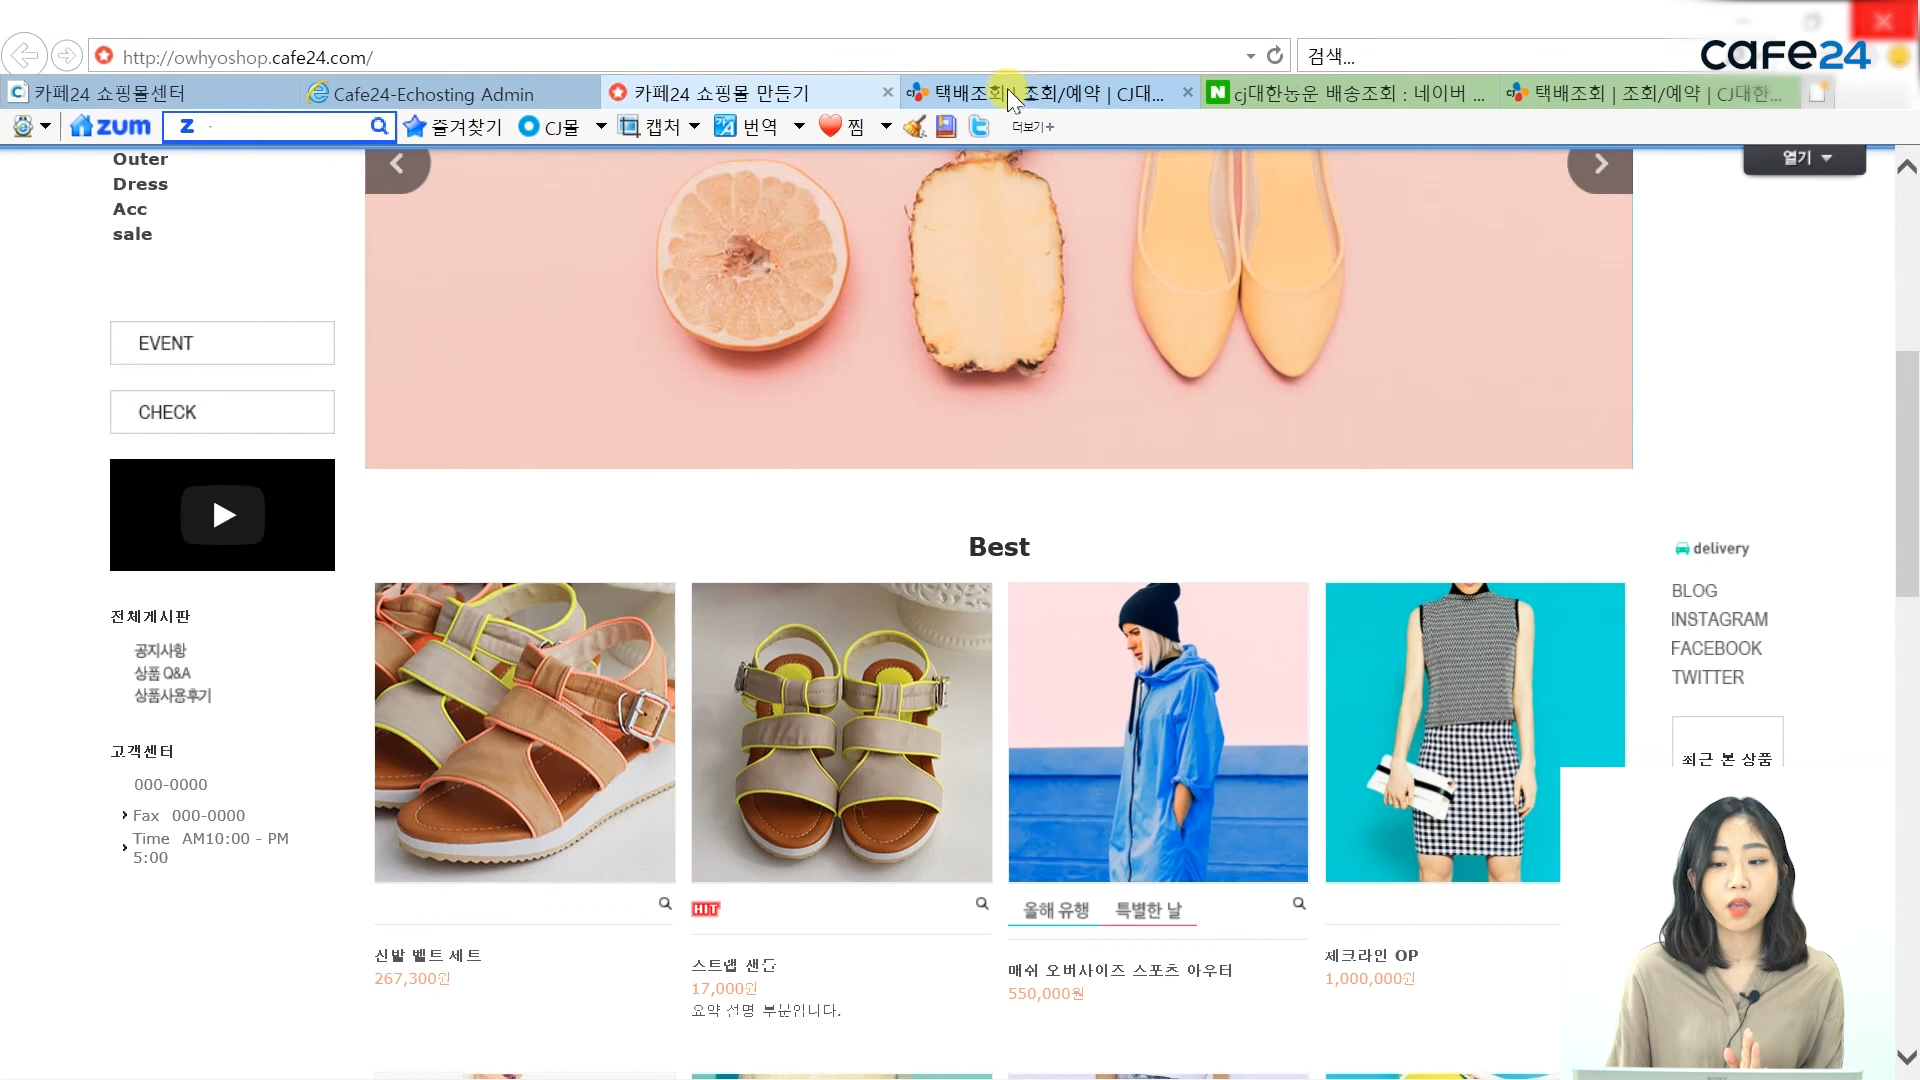 cafe24
http://owhyoshop.cafe24.com/
검색...
카페24 쇼핑몰센터
Cafe24-Echosting Admin
카페24 쇼핑몰 만들기
택배조회 | 조회/예약 | CJ대...
cj대한농운 배송조회 : 네이버 ...
택배조회 | 조회/예약 | CJ대한...
zum
즐겨찾기
CJ몰
캡처
번역
찜
더보기+
열기
Outer
Dress
Acc
sale
EVENT
CHECK
전체게시판
공지사항
상품 Q&A
상품사용후기
고객센터
000-0000
Fax 000-0000
Time AM10:00 - PM
5:00
Best
HIT
올해 유행 특별한 날
신발 벨트 세트
267,300원
스트랩 샌들
17,000원
요약 설명 부분입니다.
매쉬 오버사이즈 스포츠 아우터
550,000원
체크라인 OP
1,000,000원
delivery
BLOG
INSTAGRAM
FACEBOOK
TWITTER
최근 본 상품